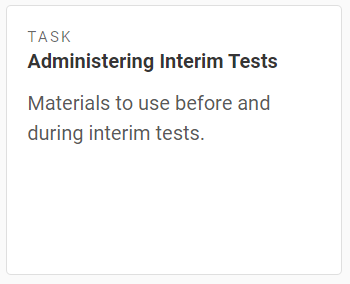 TASK
Administering Interim Tests
Materials to use before and
during interim tests.